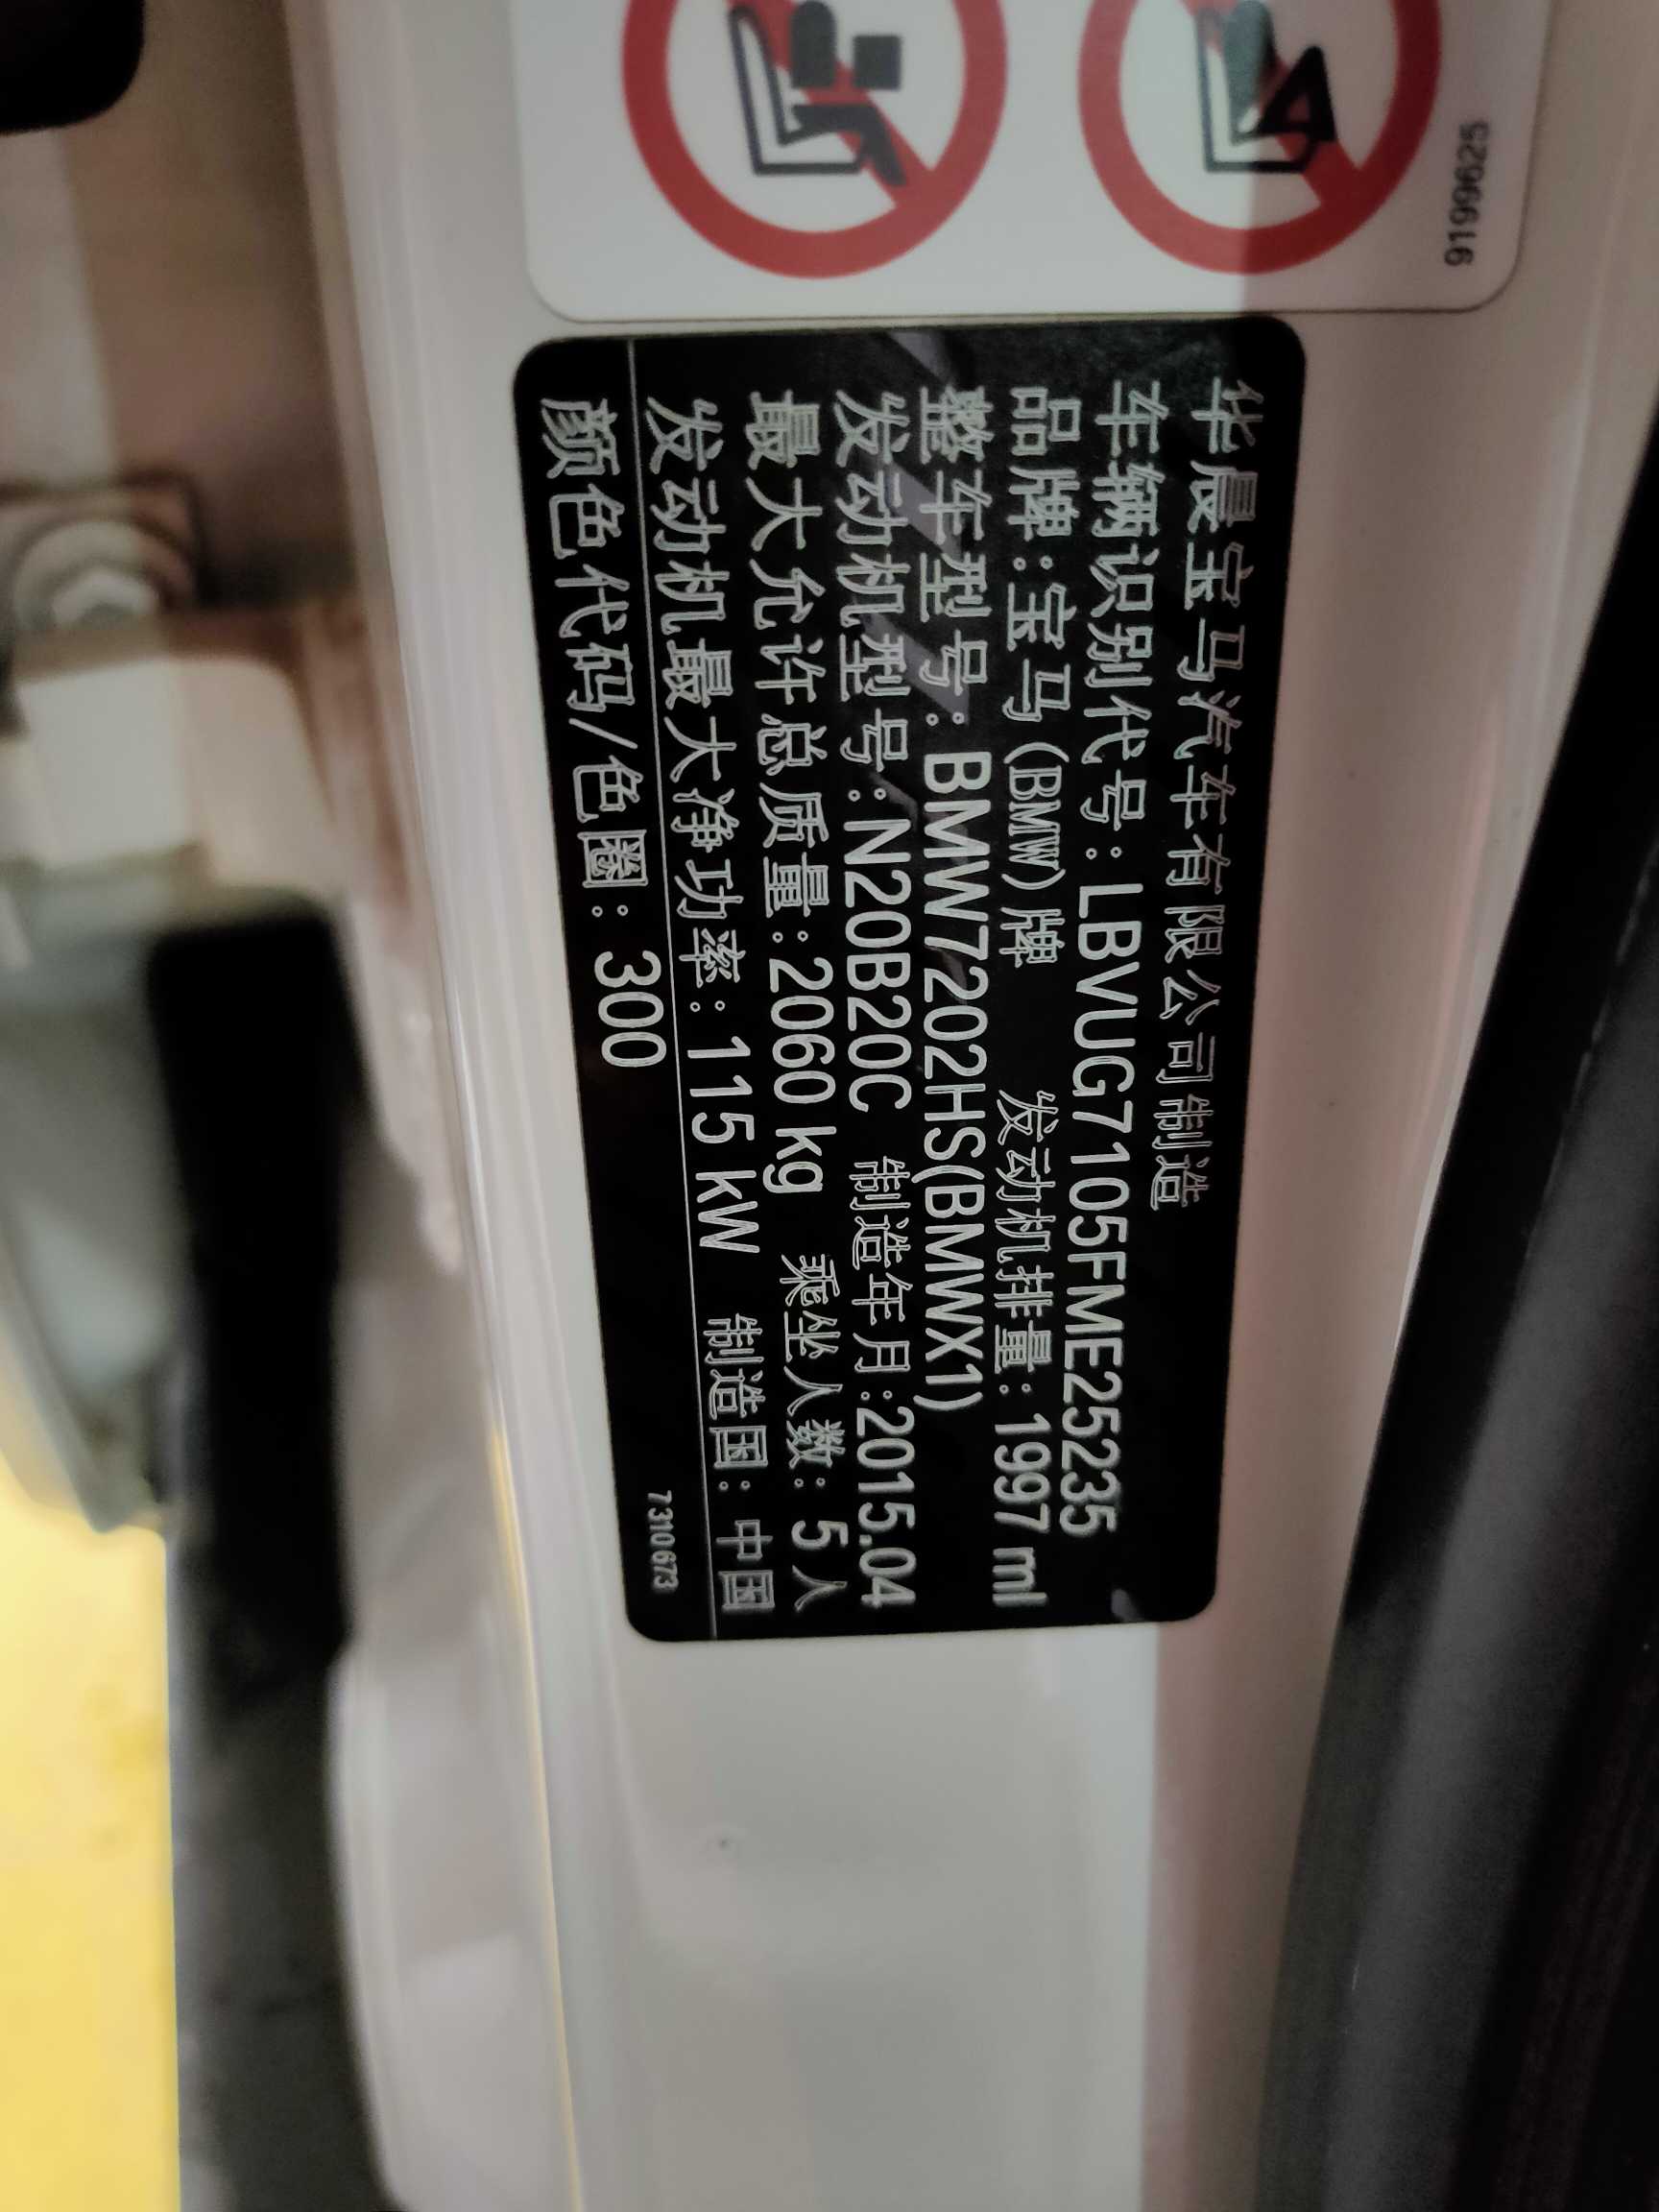 9199625
华晨宝马汽车有限公司制造
车辆识别代号: LBVUG7105FME25235
品牌:宝马(BMW)牌 发动机排量: 1997 ml
整车型号: BMW7202HS(BMWX1)
发动机型号:N20B20C 制造年月:2015.04
最大允许总质量:2060 kg 乘坐人数: 5人
发动机最大净功率: 115 kW 制造国: 中国
颜色代码/色圈: 300
7310673